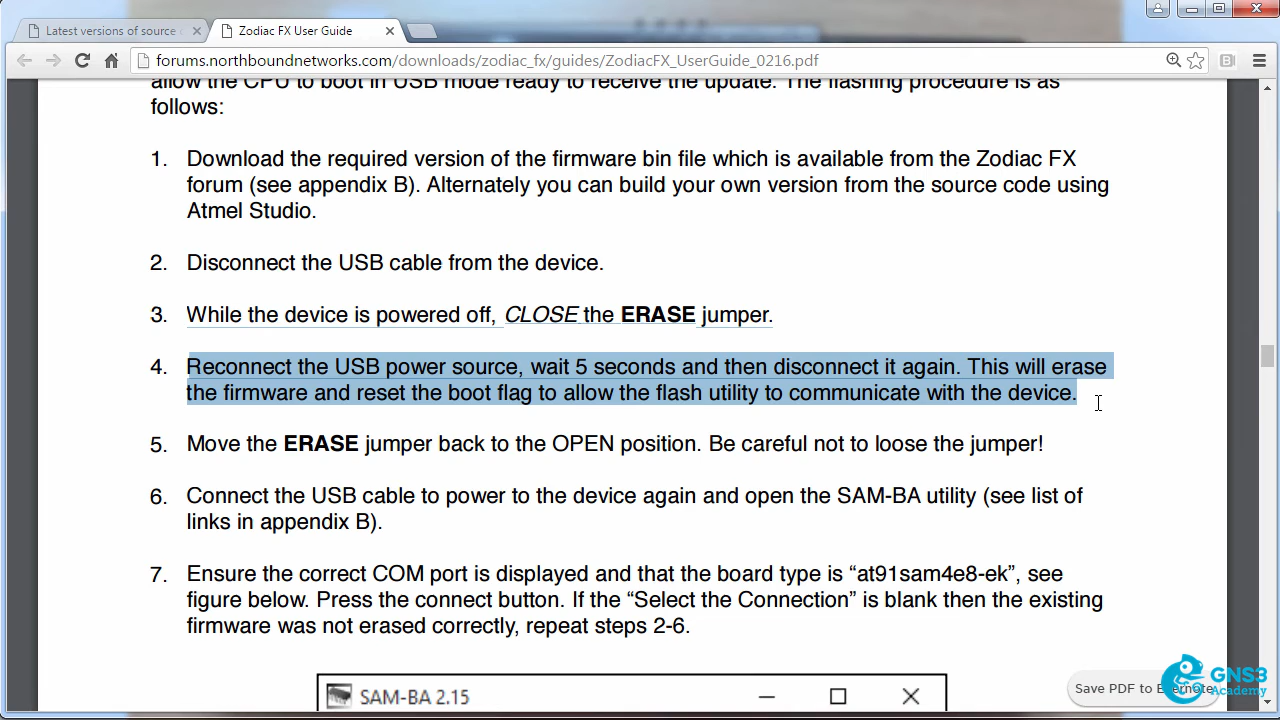 Latest versions of source
Zodiac FX User Guide
forums.northboundnetworks.com/downloads/zodiac_fx/guides/ZodiacFX_UserGuide_0216.pdf
allow the CPU to boot in USB mode ready to receive the update. The flashing procedure is as
follows:
1. Download the required version of the firmware bin file which is available from the Zodiac FX
forum (see appendix B). Alternately you can build your own version from the source code using
Atmel Studio.
2. Disconnect the USB cable from the device.
3. While the device is powered off, CLOSE the ERASE jumper.
4. Reconnect the USB power source, wait 5 seconds and then disconnect it again. This will erase
the firmware and reset the boot flag to allow the flash utility to communicate with the device.
5. Move the ERASE jumper back to the OPEN position. Be careful not to loose the jumper!
6. Connect the USB cable to power to the device again and open the SAM-BA utility (see list of
links in appendix B).
7. Ensure the correct COM port is displayed and that the board type is “at91sam4e8-ek”, see
figure below. Press the connect button. If the “Select the Connection” is blank then the existing
firmware was not erased correctly, repeat steps 2-6.
SAM-BA 2.15
Save PDF to Evernote
GNS3
Academy